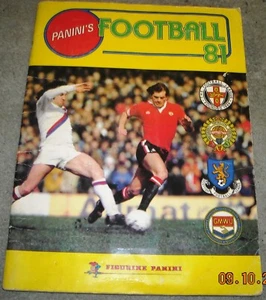 PANINI'S
FOOTBALL
81
FIGURINE PANINI
09.10.2